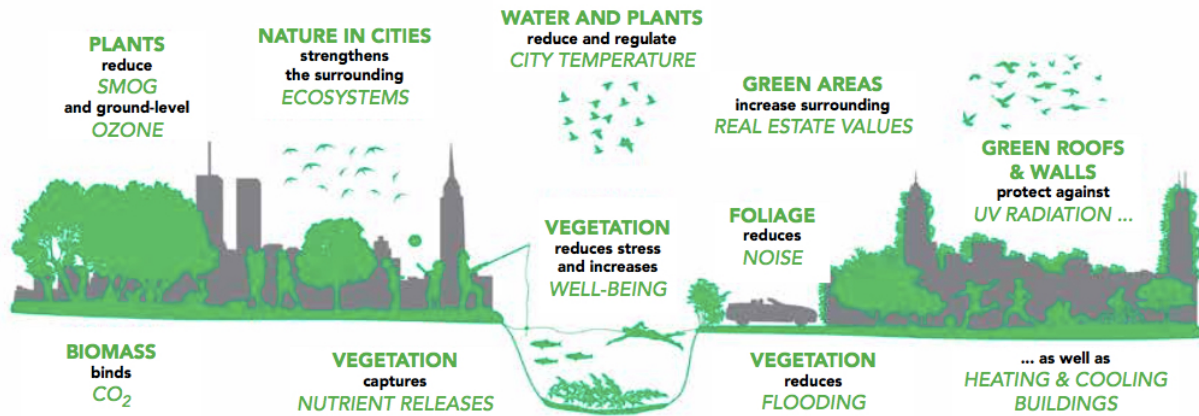 PLANTS
reduce
SMOG
and ground-level
OZONE
NATURE IN CITIES
strengthens
the surrounding
ECOSYSTEMS
WATER AND PLANTS
reduce and regulate
CITY TEMPERATURE
GREEN AREAS
increase surrounding
REAL ESTATE VALUES
GREEN ROOFS
& WALLS
protect against
UV RADIATION ...
VEGETATION
reduces stress
and increases
WELL-BEING
FOLIAGE
reduces
NOISE
BIOMASS
binds
CO₂
VEGETATION
captures
NUTRIENT RELEASES
VEGETATION
reduces
FLOODING
... as well as
HEATING & COOLING
BUILDINGS